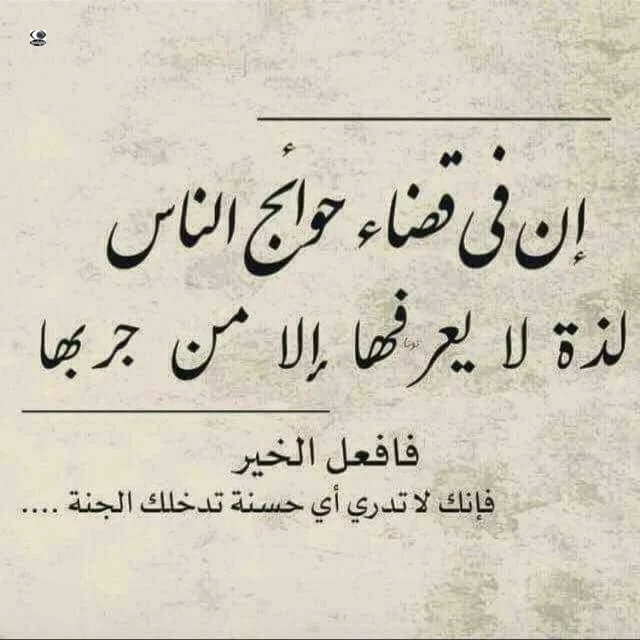 إن في قضاء حوائج الناس
لذة لا يعرفها إلا من جربها
فافعل الخير
فإنك لا تدري أي حسنة تدخلك الجنة ....